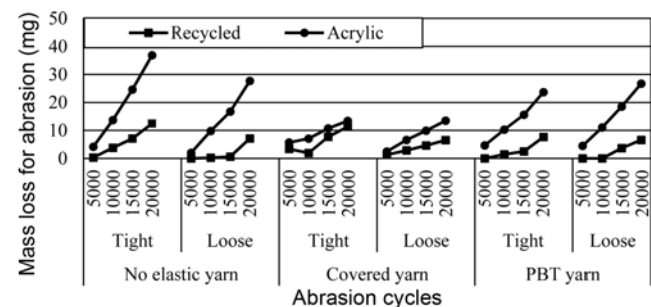 50
Recycled Acrylic
40
30
20
10
0
Mass loss for abrasion (mg)
5000 10000 15000 20000 5000 10000 15000 20000 5000 10000 15000 20000 5000 10000 15000 20000 5000 10000 15000 20000 5000 10000 15000 20000
Tight Loose Tight Loose Tight Loose
No elastic yarn Covered yarn PBT yarn
Abrasion cycles